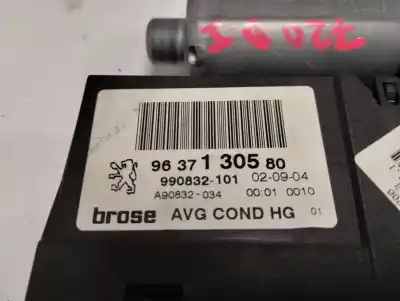 96 37 1 305 80
990832-101 02-09-04
A90832-034 00:01 0010
brose AVG COND HG 01